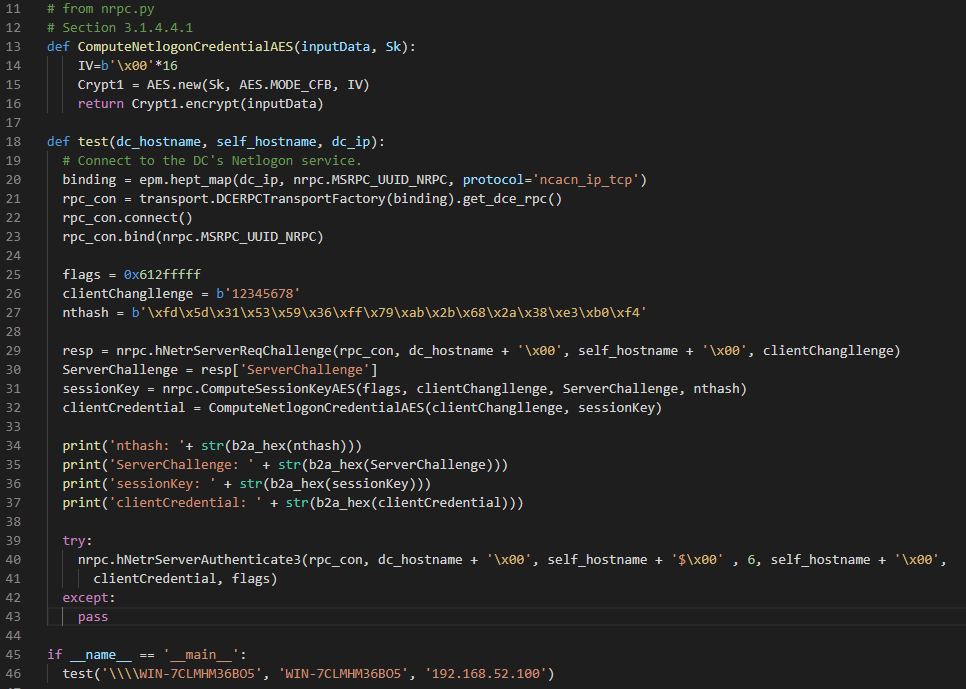 11 # from nrpc.py
12 # Section 3.1.4.4.1
13 def ComputeNetlogonCredentialAES(inputData, Sk):
14     IV=b'\x00'*16
15     Crypt1 = AES.new(Sk, AES.MODE_CFB, IV)
16     return Crypt1.encrypt(inputData)
17
18 def test(dc_hostname, self_hostname, dc_ip):
19   # Connect to the DC's Netlogon service.
20   binding = epm.hept_map(dc_ip, nrpc.MSRPC_UUID_NRPC, protocol='ncacn_ip_tcp')
21   rpc_con = transport.DCERPCTransportFactory(binding).get_dce_rpc()
22   rpc_con.connect()
23   rpc_con.bind(nrpc.MSRPC_UUID_NRPC)
24
25   flags = 0x612fffff
26   clientChangllenge = b'12345678'
27   nthash = b'\xfd\x5d\x31\x53\x59\x36\xff\x79\xab\x2b\x68\x2a\x38\xe3\xb0\xf4'
28
29   resp = nrpc.hNetrServerReqChallenge(rpc_con, dc_hostname + '\x00', self_hostname + '\x00', clientChangllenge)
30   ServerChallenge = resp['ServerChallenge']
31   sessionKey = nrpc.ComputeSessionKeyAES(flags, clientChangllenge, ServerChallenge, nthash)
32   clientCredential = ComputeNetlogonCredentialAES(clientChangllenge, sessionKey)
33
34   print('nthash: '+ str(b2a_hex(nthash)))
35   print('ServerChallenge: ' + str(b2a_hex(ServerChallenge)))
36   print('sessionKey: ' + str(b2a_hex(sessionKey)))
37   print('clientCredential: ' + str(b2a_hex(clientCredential)))
38
39   try:
40     nrpc.hNetrServerAuthenticate3(rpc_con, dc_hostname + '\x00', self_hostname + '$\x00' , 6, self_hostname + '\x00',
41       clientCredential, flags)
42   except:
43     pass
44
45 if __name__ == '__main__':
46   test('\\\\WIN-7CLMHM36BO5', 'WIN-7CLMHM36BO5', '192.168.52.100')